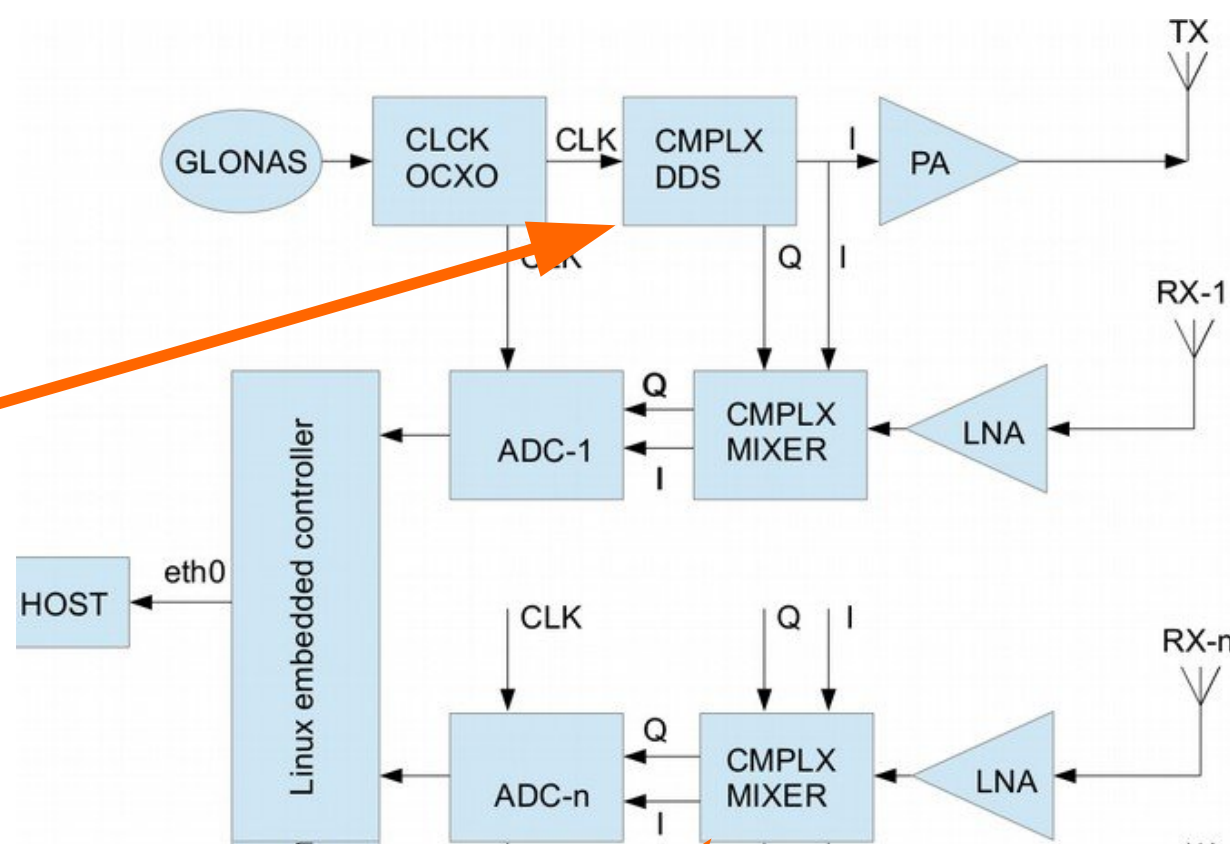 TX
GLONAS
CLCK
OCXO
CLK
CMPLX
DDS
I
PA
CLK
Q
I
RX-1
Linux embedded controller
ADC-1
Q
I
CMPLX
MIXER
LNA
HOST
eth0
CLK
Q
I
RX-n
ADC-n
Q
I
CMPLX
MIXER
LNA